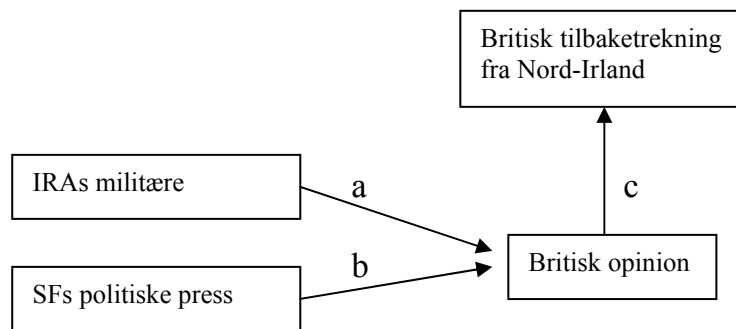 Britisk tilbaketrekning
fra Nord-Irland
IRAs militære
a
c
b
Britisk opinion
SFs politiske press